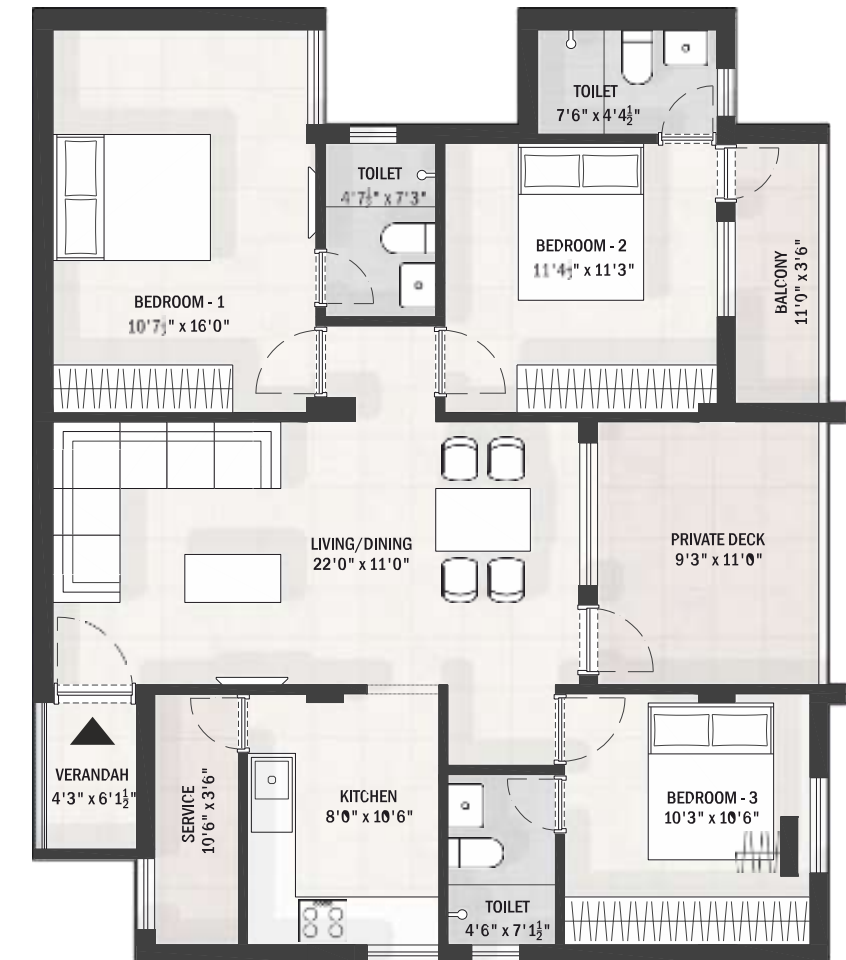 TOILET
7'6" x 4'4½"
TOILET
4'7½" x 7'3"
BEDROOM - 2
11'4½" x 11'3"
BALCONY
11'0" x 3'6"
BEDROOM - 1
10'7½" x 16'0"
LIVING/DINING
22'0" x 11'0"
PRIVATE DECK
9'3" x 11'0"
VERANDAH
4'3" x 6'1½"
SERVICE
10'6" x 3'6"
KITCHEN
8'0" x 10'6"
BEDROOM - 3
10'3" x 10'6"
TOILET
4'6" x 7'1½"